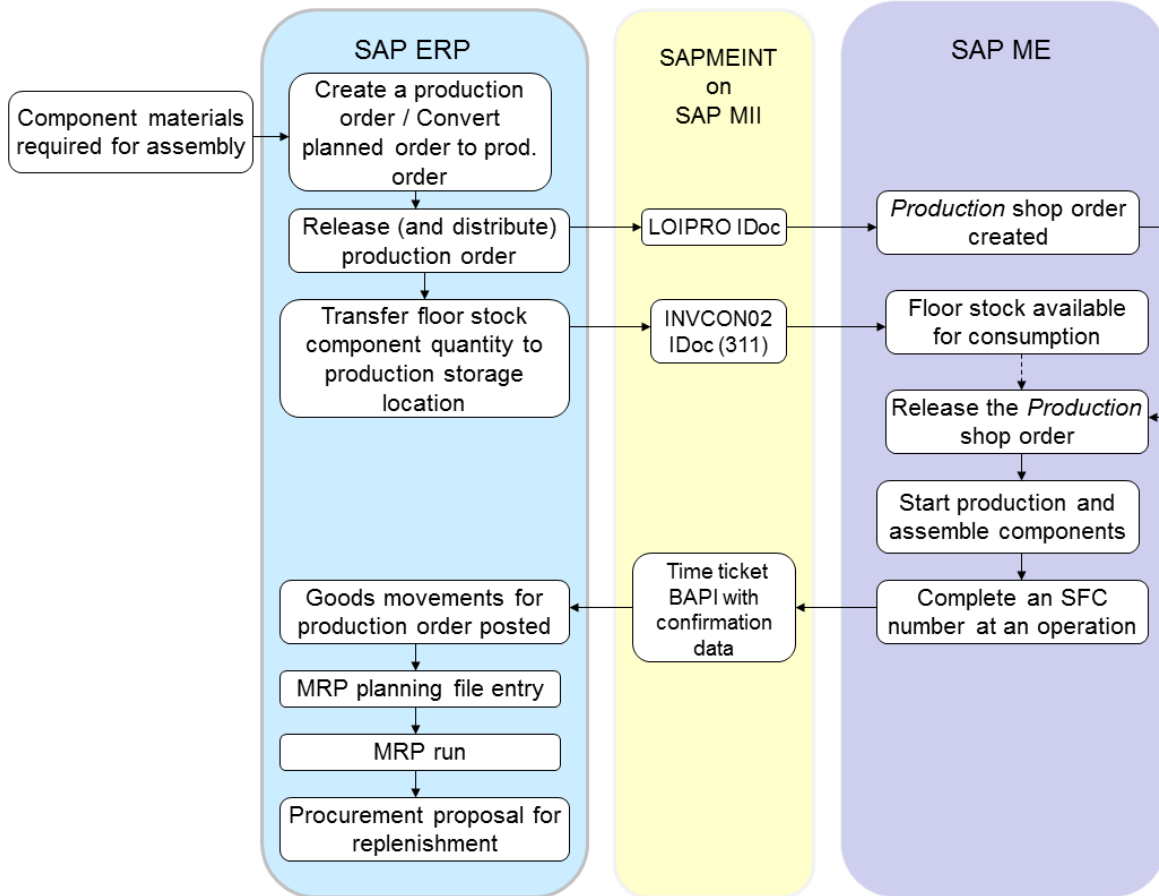 SAP ERP
SAPMEINT
on
SAP MII
SAP ME
Component materials
required for assembly
Create a production
order / Convert
planned order to prod.
order
Release (and distribute)
production order
LOIPRO IDoc
Production shop order
created
Transfer floor stock
component quantity to
production storage
location
INVCON02
IDoc (311)
Floor stock available
for consumption
Release the Production
shop order
Start production and
assemble components
Time ticket
BAPI with
confirmation
data
Complete an SFC
number at an operation
Goods movements for
production order posted
MRP planning file entry
MRP run
Procurement proposal for
replenishment